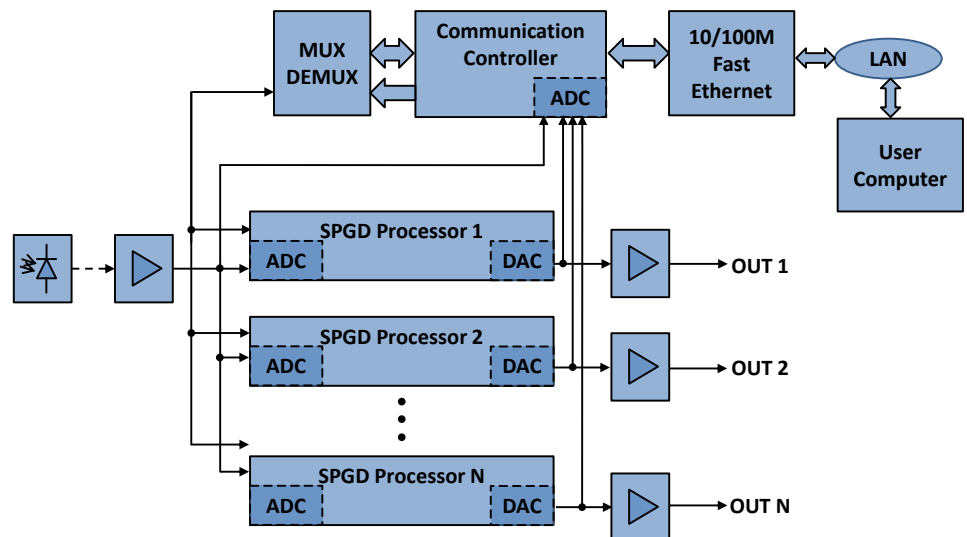 MUX
DEMUX
Communication
Controller
ADC
10/100M
Fast
Ethernet
LAN
User
Computer
SPGD Processor 1
ADC
DAC
OUT 1
SPGD Processor 2
ADC
DAC
OUT 2
SPGD Processor N
ADC
DAC
OUT N